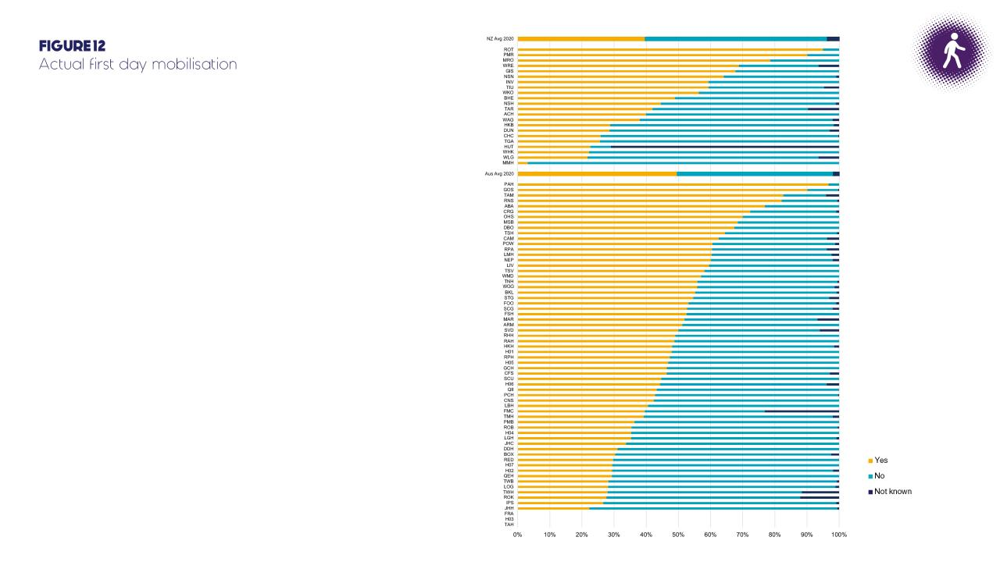 FIGURE 12
Actual first day mobilisation
NZ Avg 2020
ROT
PMR
MRO
WRE
GIS
NSN
INV
TIU
WKO
BHE
NSH
TAR
ACH
WAG
HKB
DUN
CHC
TGA
HUT
WHK
WLG
MMH
Aus Avg 2020
PAH
GOS
TAM
RNS
ABA
CRG
OHS
MSB
DBO
TSH
CAM
POW
RPA
LMH
NEP
LIV
TSV
WMD
TNH
WGG
BKL
STG
FOO
SCG
FSH
MAR
ARM
SVD
RHH
RAH
HKH
H01
RPH
H05
GCH
CFS
SCU
H06
QII
PCH
CNS
LBH
FMC
TMH
PMB
ROB
H04
LGH
JHC
DDH
BOX
RED
H07
H02
QEH
TWB
LOG
TWH
ROK
IPS
JHH
FRA
H03
TAH
0% 10% 20% 30% 40% 50% 60% 70% 80% 90% 100%
Yes
No
Not known